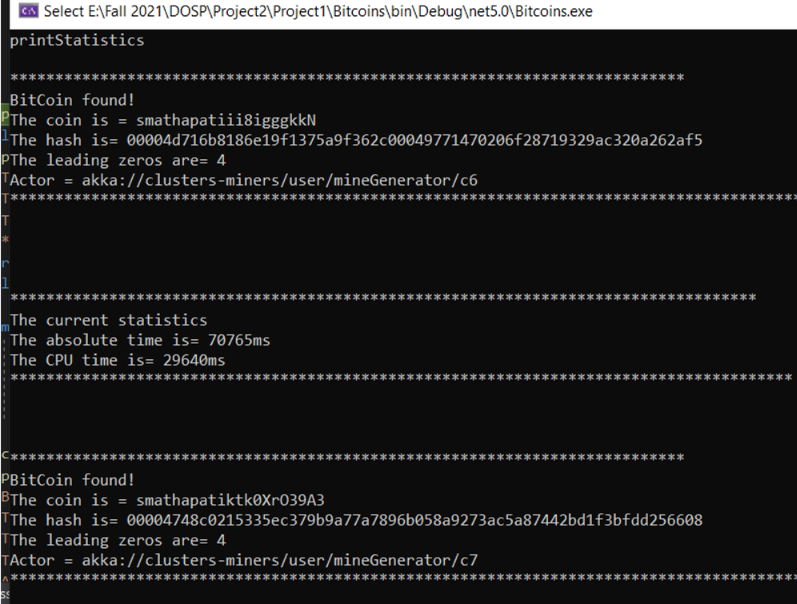 Select E:\Fall 2021\DOSP\Project2\Project1\Bitcoins\bin\Debug\net5.0\Bitcoins.exe
printStatistics
***************************************************************************
BitCoin found!
The coin is = smathapatiii8igggkkN
The hash is= 00004d716b8186e19f1375a9f362c00049771470206f28719329ac320a262af5
The leading zeros are= 4
Actor = akka://clusters-miners/user/mineGenerator/c6
****************************************************************************************
***********************************************************************************
The current statistics
The absolute time is= 70765ms
The CPU time is= 29640ms
***************************************************************************************
***************************************************************************
BitCoin found!
The coin is = smathapatiktk0XrO39A3
The hash is= 00004748c0215335ec379b9a77a7896b058a9273ac5a87442bd1f3bfdd256608
The leading zeros are= 4
Actor = akka://clusters-miners/user/mineGenerator/c7
****************************************************************************************